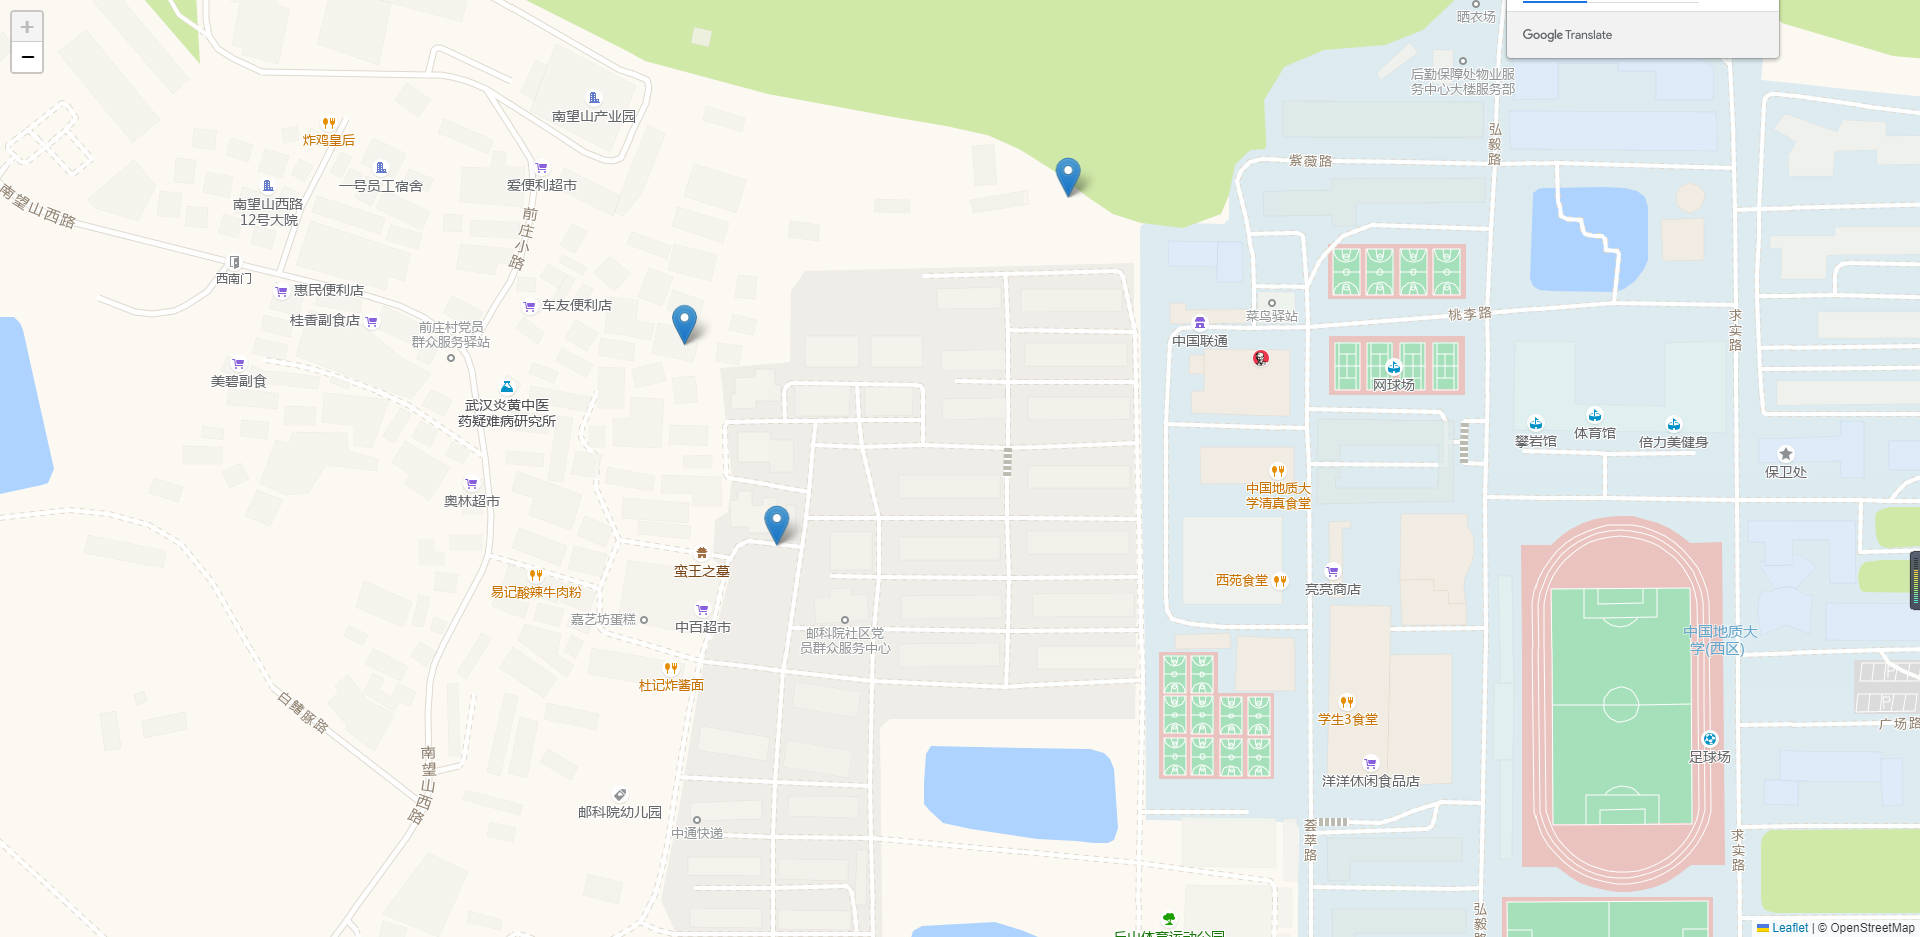 +
−
晒衣场
Google Translate
后勤保障处物业服
务中心大楼服务部
南望山产业园
炸鸡皇后
弘毅路
紫薇路
一号员工宿舍
爱便利超市
南望山西路
南望山西路
12号大院
前庄小路
西南门
惠民便利店
车友便利店
桂香副食店
前庄村党员
群众服务驿站
菜鸟驿站
桃李路
求实路
中国联通
美碧副食
网球场
武汉炎黄中医
药疑难病研究所
攀岩馆
体育馆
倍力美健身
保卫处
奥林超市
中国地质大
学清真食堂
蛮王之墓
西苑食堂
亮亮商店
易记酸辣牛肉粉
嘉艺坊蛋糕
中百超市
邮科院社区党
员群众服务中心
中国地质大
学(西区)
杜记炸酱面
P
P
白鳍豚路
学生3食堂
广场路
南望山西路
足球场
洋洋休闲食品店
邮科院幼儿园
中通快递
荟萃路
求实路
弘毅路
Leaflet | © OpenStreetMap